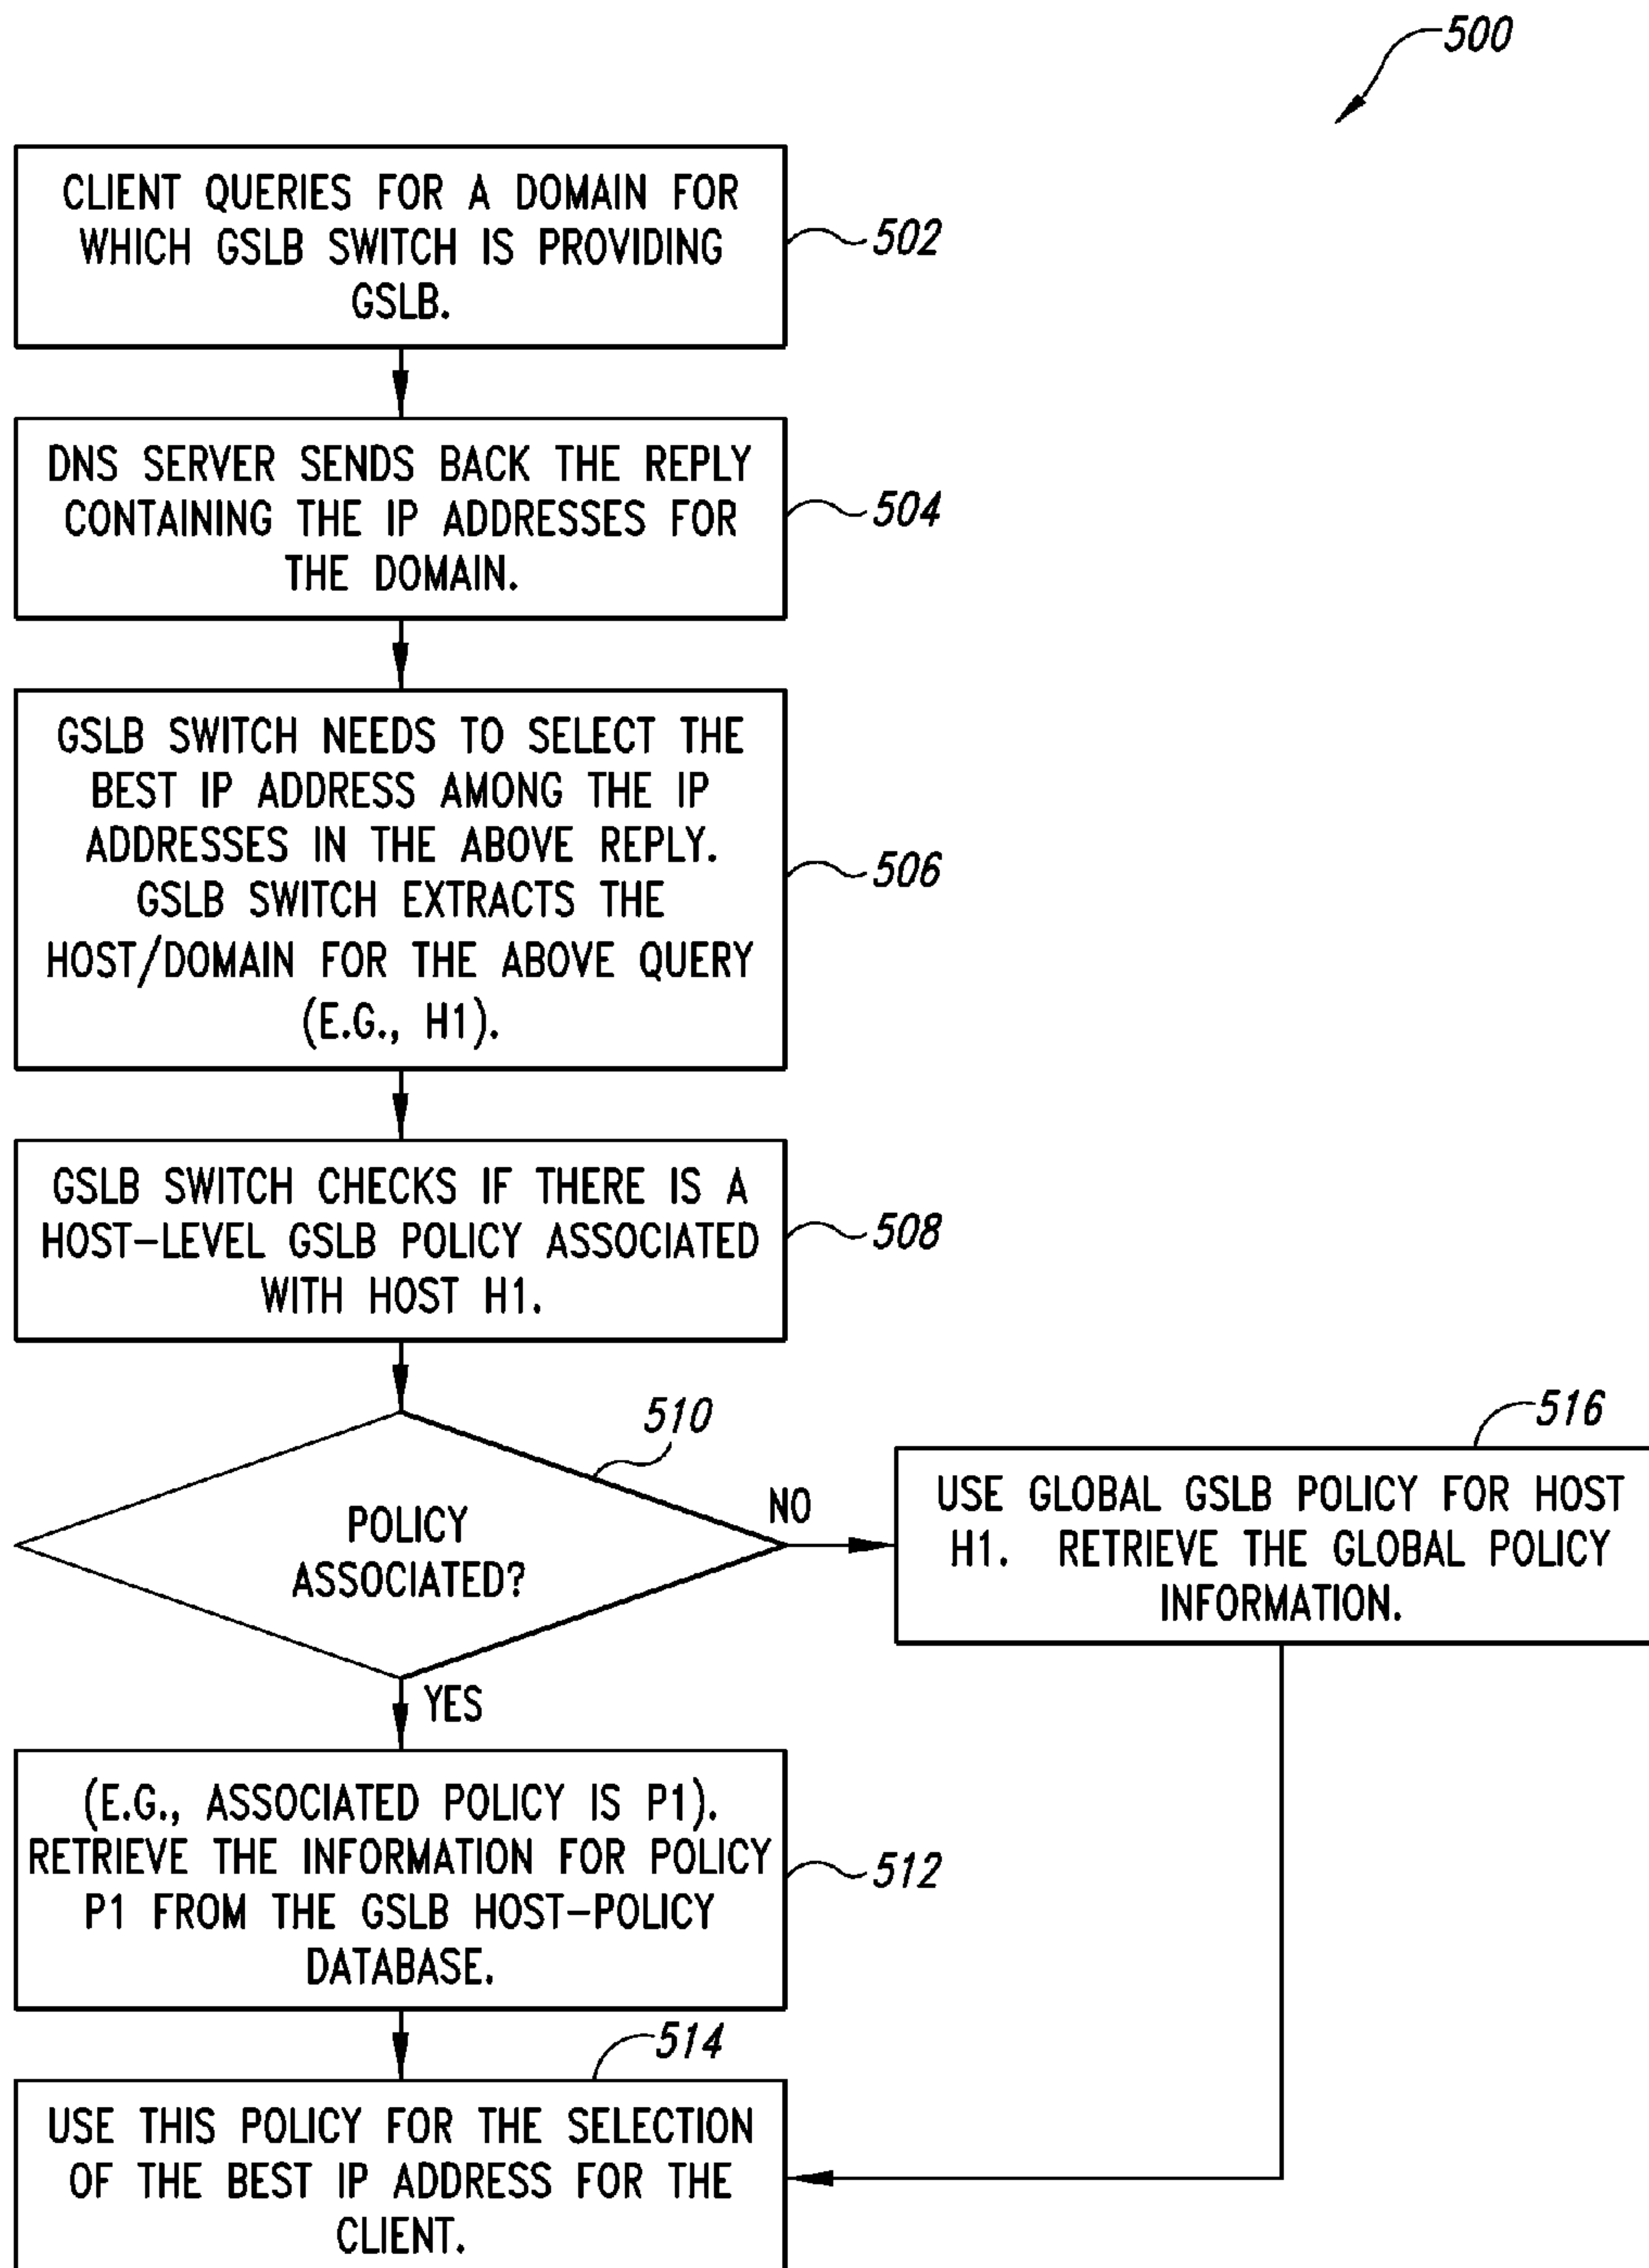 500
CLIENT QUERIES FOR A DOMAIN FOR
WHICH GSLB SWITCH IS PROVIDING
GSLB.
502
DNS SERVER SENDS BACK THE REPLY
CONTAINING THE IP ADDRESSES FOR
THE DOMAIN.
504
GSLB SWITCH NEEDS TO SELECT THE
BEST IP ADDRESS AMONG THE IP
ADDRESSES IN THE ABOVE REPLY.
GSLB SWITCH EXTRACTS THE
HOST/DOMAIN FOR THE ABOVE QUERY
(E.G., H1).
506
GSLB SWITCH CHECKS IF THERE IS A
HOST-LEVEL GSLB POLICY ASSOCIATED
WITH HOST H1.
508
510
POLICY
ASSOCIATED?
NO
516
USE GLOBAL GSLB POLICY FOR HOST
H1. RETRIEVE THE GLOBAL POLICY
INFORMATION.
YES
(E.G., ASSOCIATED POLICY IS P1).
RETRIEVE THE INFORMATION FOR POLICY
P1 FROM THE GSLB HOST-POLICY
DATABASE.
512
514
USE THIS POLICY FOR THE SELECTION
OF THE BEST IP ADDRESS FOR THE
CLIENT.